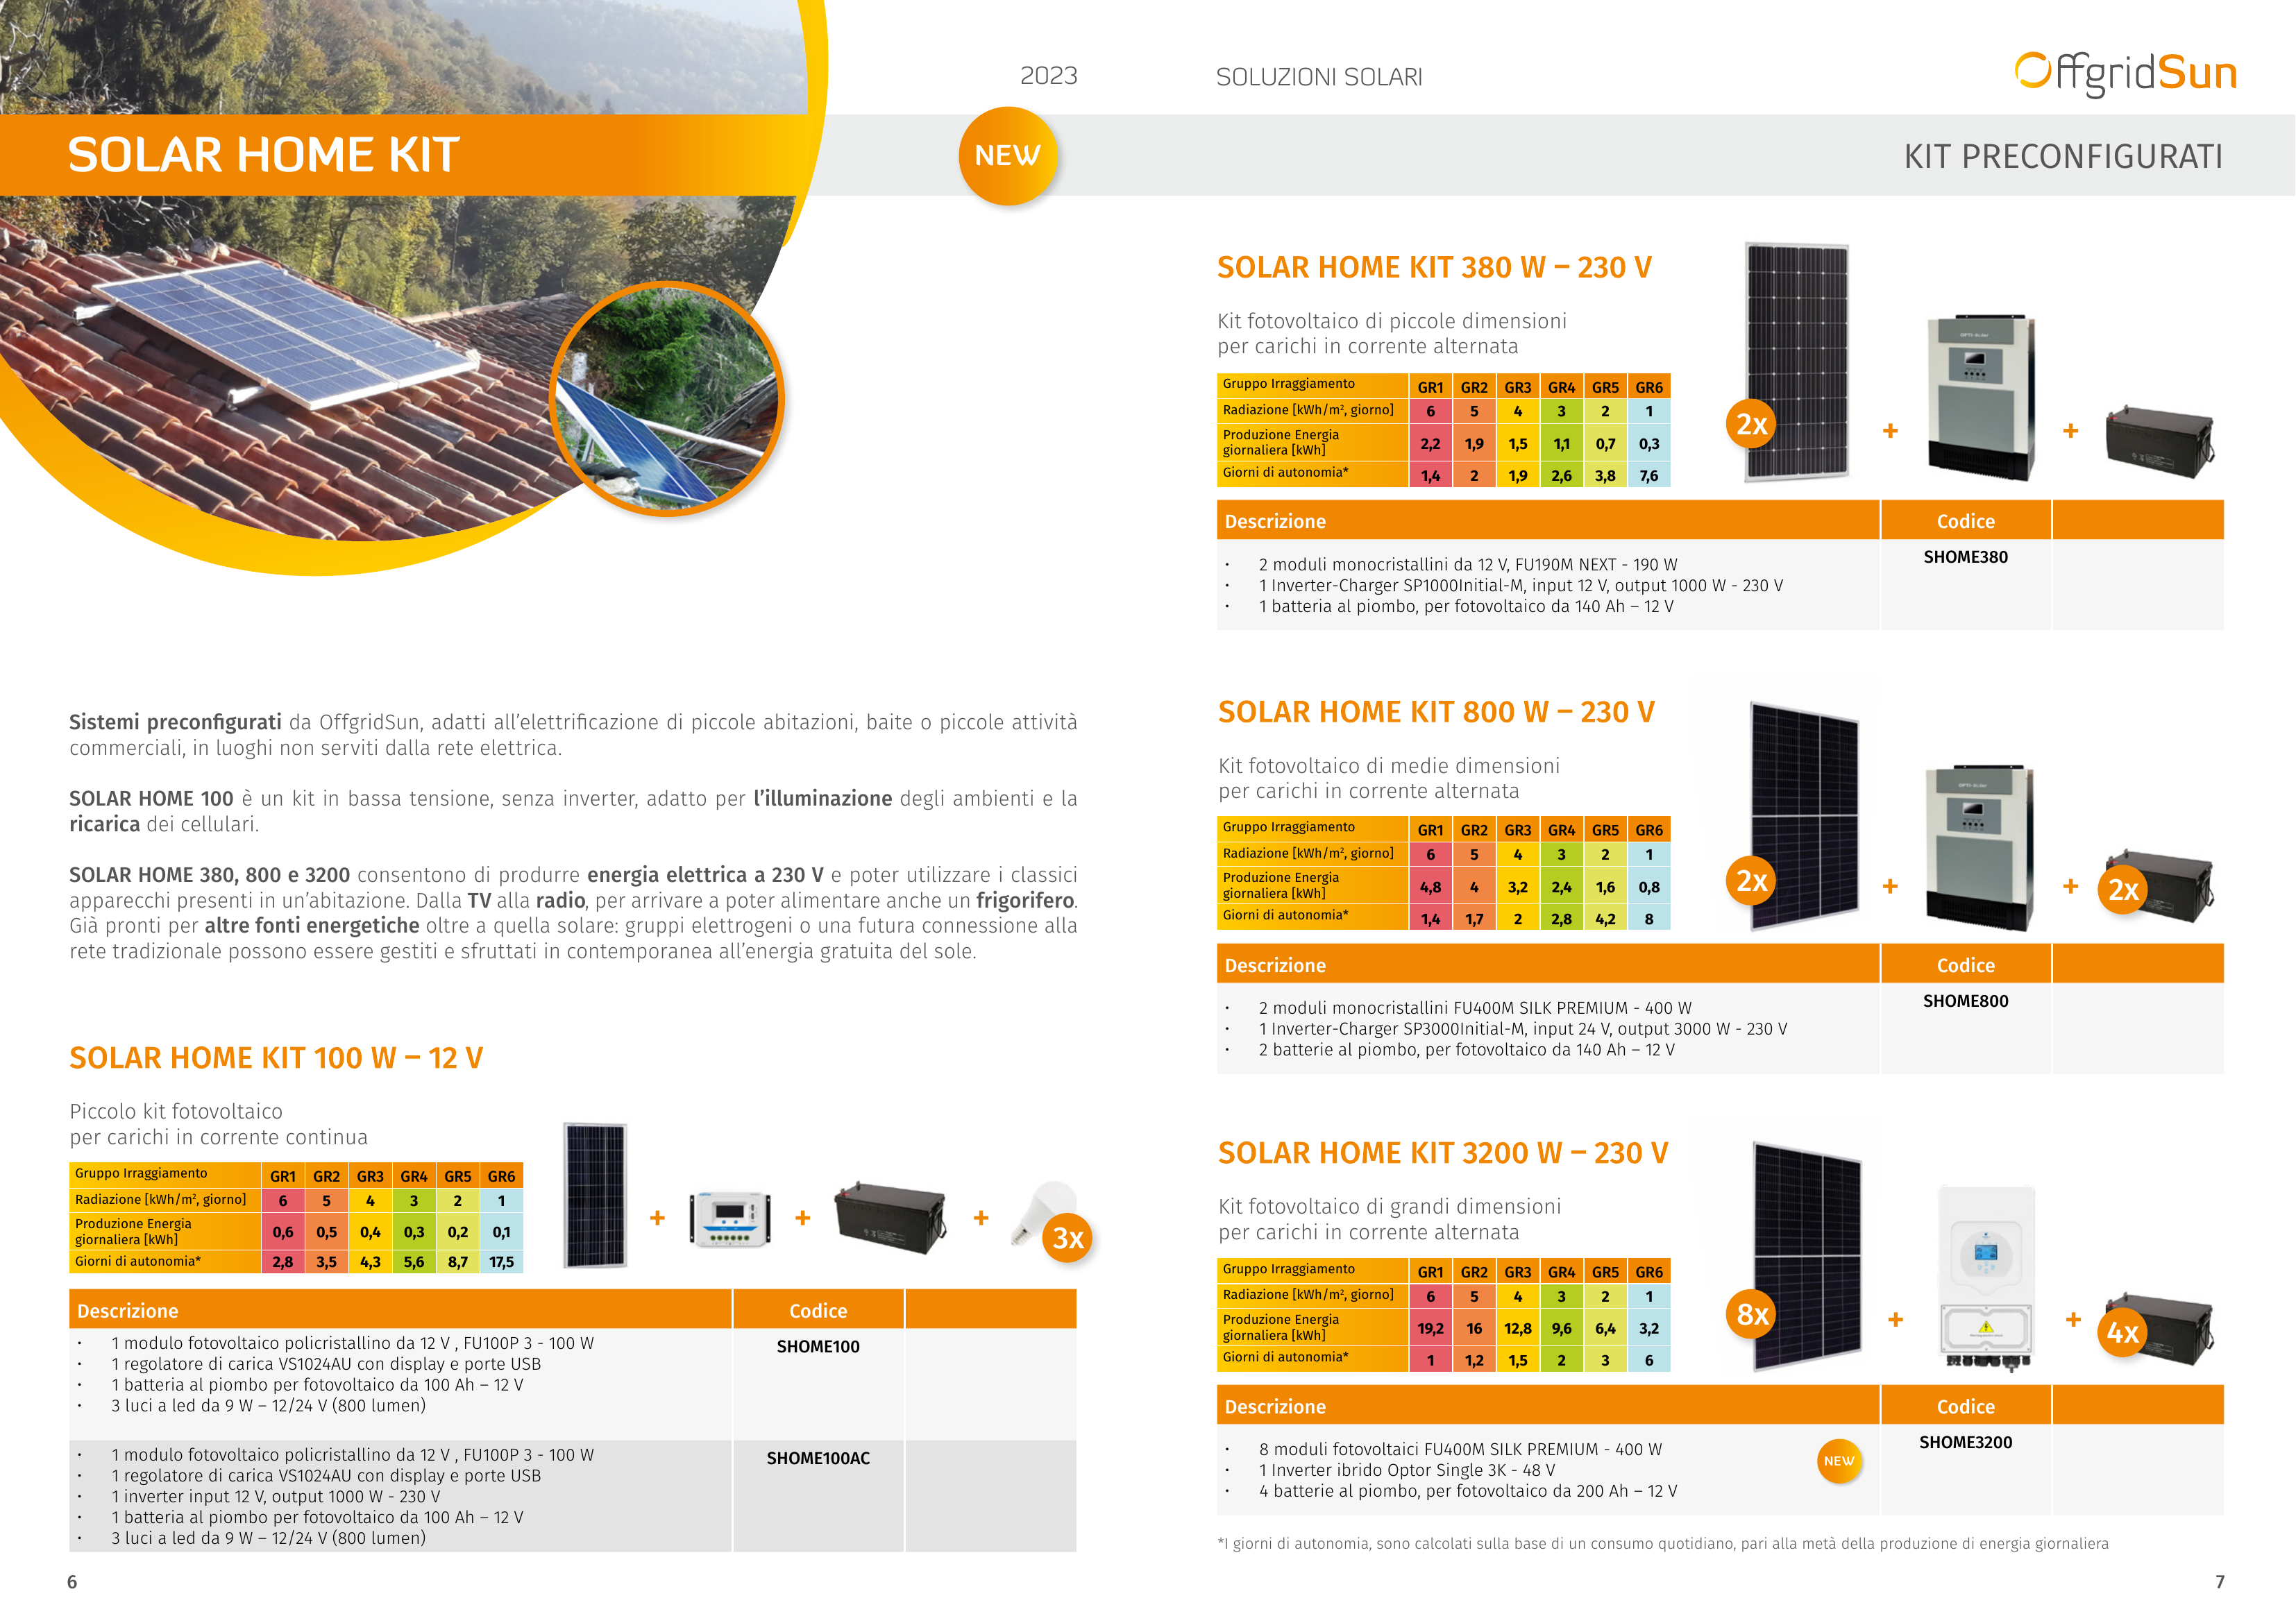 2023
SOLUZIONI SOLARI
OffgridSun
SOLAR HOME KIT
NEW
KIT PRECONFIGURATI
Sistemi preconfigurati da OffgridSun, adatti all’elettrificazione di piccole abitazioni, baite o piccole attività
commerciali, in luoghi non serviti dalla rete elettrica.
SOLAR HOME 100 è un kit in bassa tensione, senza inverter, adatto per l’illuminazione degli ambienti e la
ricarica dei cellulari.
SOLAR HOME 380, 800 e 3200 consentono di produrre energia elettrica a 230 V e poter utilizzare i classici
apparecchi presenti in un’abitazione. Dalla TV alla radio, per arrivare a poter alimentare anche un frigorifero.
Già pronti per altre fonti energetiche oltre a quella solare: gruppi elettrogeni o una futura connessione alla
rete tradizionale possono essere gestiti e sfruttati in contemporanea all’energia gratuita del sole.
SOLAR HOME KIT 100 W – 12 V
Piccolo kit fotovoltaico
per carichi in corrente continua
Gruppo Irraggiamento GR1 GR2 GR3 GR4 GR5 GR6
Radiazione [kWh/m², giorno] 6 5 4 3 2 1
Produzione Energia
giornaliera [kWh] 0,6 0,5 0,4 0,3 0,2 0,1
Giorni di autonomia* 2,8 3,5 4,3 5,6 8,7 17,5
+ + + 3x
Descrizione Codice
• 1 modulo fotovoltaico policristallino da 12 V , FU100P 3 - 100 W SHOME100
• 1 regolatore di carica VS1024AU con display e porte USB
• 1 batteria al piombo per fotovoltaico da 100 Ah – 12 V
• 3 luci a led da 9 W – 12/24 V (800 lumen)
• 1 modulo fotovoltaico policristallino da 12 V , FU100P 3 - 100 W SHOME100AC
• 1 regolatore di carica VS1024AU con display e porte USB
• 1 inverter input 12 V, output 1000 W - 230 V
• 1 batteria al piombo per fotovoltaico da 100 Ah – 12 V
• 3 luci a led da 9 W – 12/24 V (800 lumen)
6
SOLAR HOME KIT 380 W – 230 V
Kit fotovoltaico di piccole dimensioni
per carichi in corrente alternata
Gruppo Irraggiamento GR1 GR2 GR3 GR4 GR5 GR6
Radiazione [kWh/m², giorno] 6 5 4 3 2 1
Produzione Energia
giornaliera [kWh] 2,2 1,9 1,5 1,1 0,7 0,3
Giorni di autonomia* 1,4 2 1,9 2,6 3,8 7,6
2x + +
Descrizione Codice
• 2 moduli monocristallini da 12 V, FU190M NEXT - 190 W SHOME380
• 1 Inverter-Charger SP1000Initial-M, input 12 V, output 1000 W - 230 V
• 1 batteria al piombo, per fotovoltaico da 140 Ah – 12 V
SOLAR HOME KIT 800 W – 230 V
Kit fotovoltaico di medie dimensioni
per carichi in corrente alternata
Gruppo Irraggiamento GR1 GR2 GR3 GR4 GR5 GR6
Radiazione [kWh/m², giorno] 6 5 4 3 2 1
Produzione Energia
giornaliera [kWh] 4,8 4 3,2 2,4 1,6 0,8
Giorni di autonomia* 1,4 1,7 2 2,8 4,2 8
2x + + 2x
Descrizione Codice
• 2 moduli monocristallini FU400M SILK PREMIUM - 400 W SHOME800
• 1 Inverter-Charger SP3000Initial-M, input 24 V, output 3000 W - 230 V
• 2 batterie al piombo, per fotovoltaico da 140 Ah – 12 V
SOLAR HOME KIT 3200 W – 230 V
Kit fotovoltaico di grandi dimensioni
per carichi in corrente alternata
Gruppo Irraggiamento GR1 GR2 GR3 GR4 GR5 GR6
Radiazione [kWh/m², giorno] 6 5 4 3 2 1
Produzione Energia
giornaliera [kWh] 19,2 16 12,8 9,6 6,4 3,2
Giorni di autonomia* 1 1,2 1,5 2 3 6
8x + + 4x
Descrizione Codice
• 8 moduli fotovoltaici FU400M SILK PREMIUM - 400 W SHOME3200
• 1 Inverter ibrido Optor Single 3K - 48 V NEW
• 4 batterie al piombo, per fotovoltaico da 200 Ah – 12 V
*I giorni di autonomia, sono calcolati sulla base di un consumo quotidiano, pari alla metà della produzione di energia giornaliera
7